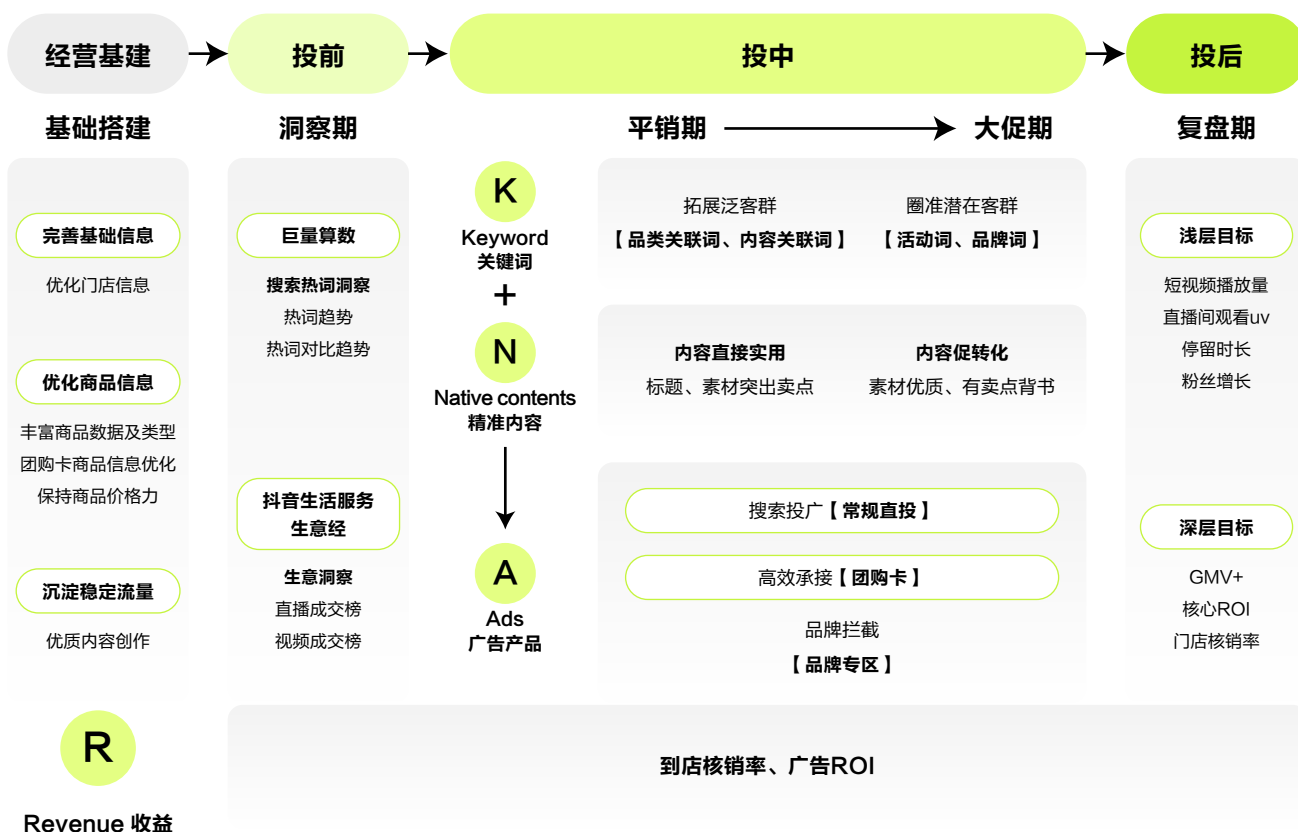 经营基建
投前
投中
投后
基础搭建
洞察期
平销期
大促期
复盘期
完善基础信息
优化门店信息
优化商品信息
丰富商品数据及类型
团购卡商品信息优化
保持商品价格力
沉淀稳定流量
优质内容创作
巨量算数
搜索热词洞察
热词趋势
热词对比趋势
抖音生活服务
生意经
生意洞察
直播成交榜
视频成交榜
K
Keyword
关键词
+
N
Native contents
精准内容
A
Ads
广告产品
拓展泛客群
【品类关联词、内容关联词】
圈准潜在客群
【活动词、品牌词】
内容直接实用
标题、素材突出卖点
内容促转化
素材优质、有卖点背书
搜索投广【常规直投】
高效承接【团购卡】
品牌拦截
【品牌专区】
浅层目标
短视频播放量
直播间观看uv
停留时长
粉丝增长
深层目标
GMV+
核心ROI
门店核销率
R
Revenue 收益
到店核销率、广告ROI